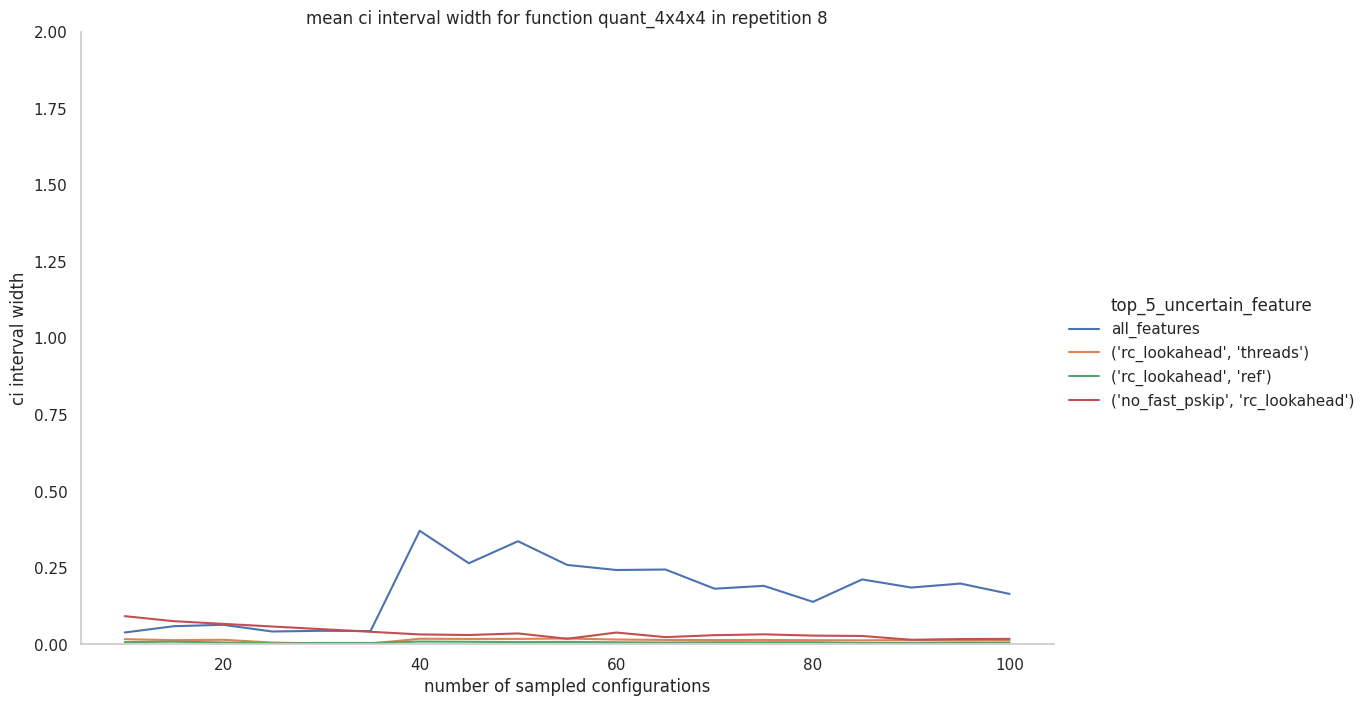 mean ci interval width for function quant_4x4x4 in repetition 8
2.00
1.75
1.50
1.25
1.00
0.75
0.50
0.25
0.00
ci interval width
20
40
60
80
100
number of sampled configurations
top_5_uncertain_feature
all_features
('rc_lookahead', 'threads')
('rc_lookahead', 'ref')
('no_fast_pskip', 'rc_lookahead')